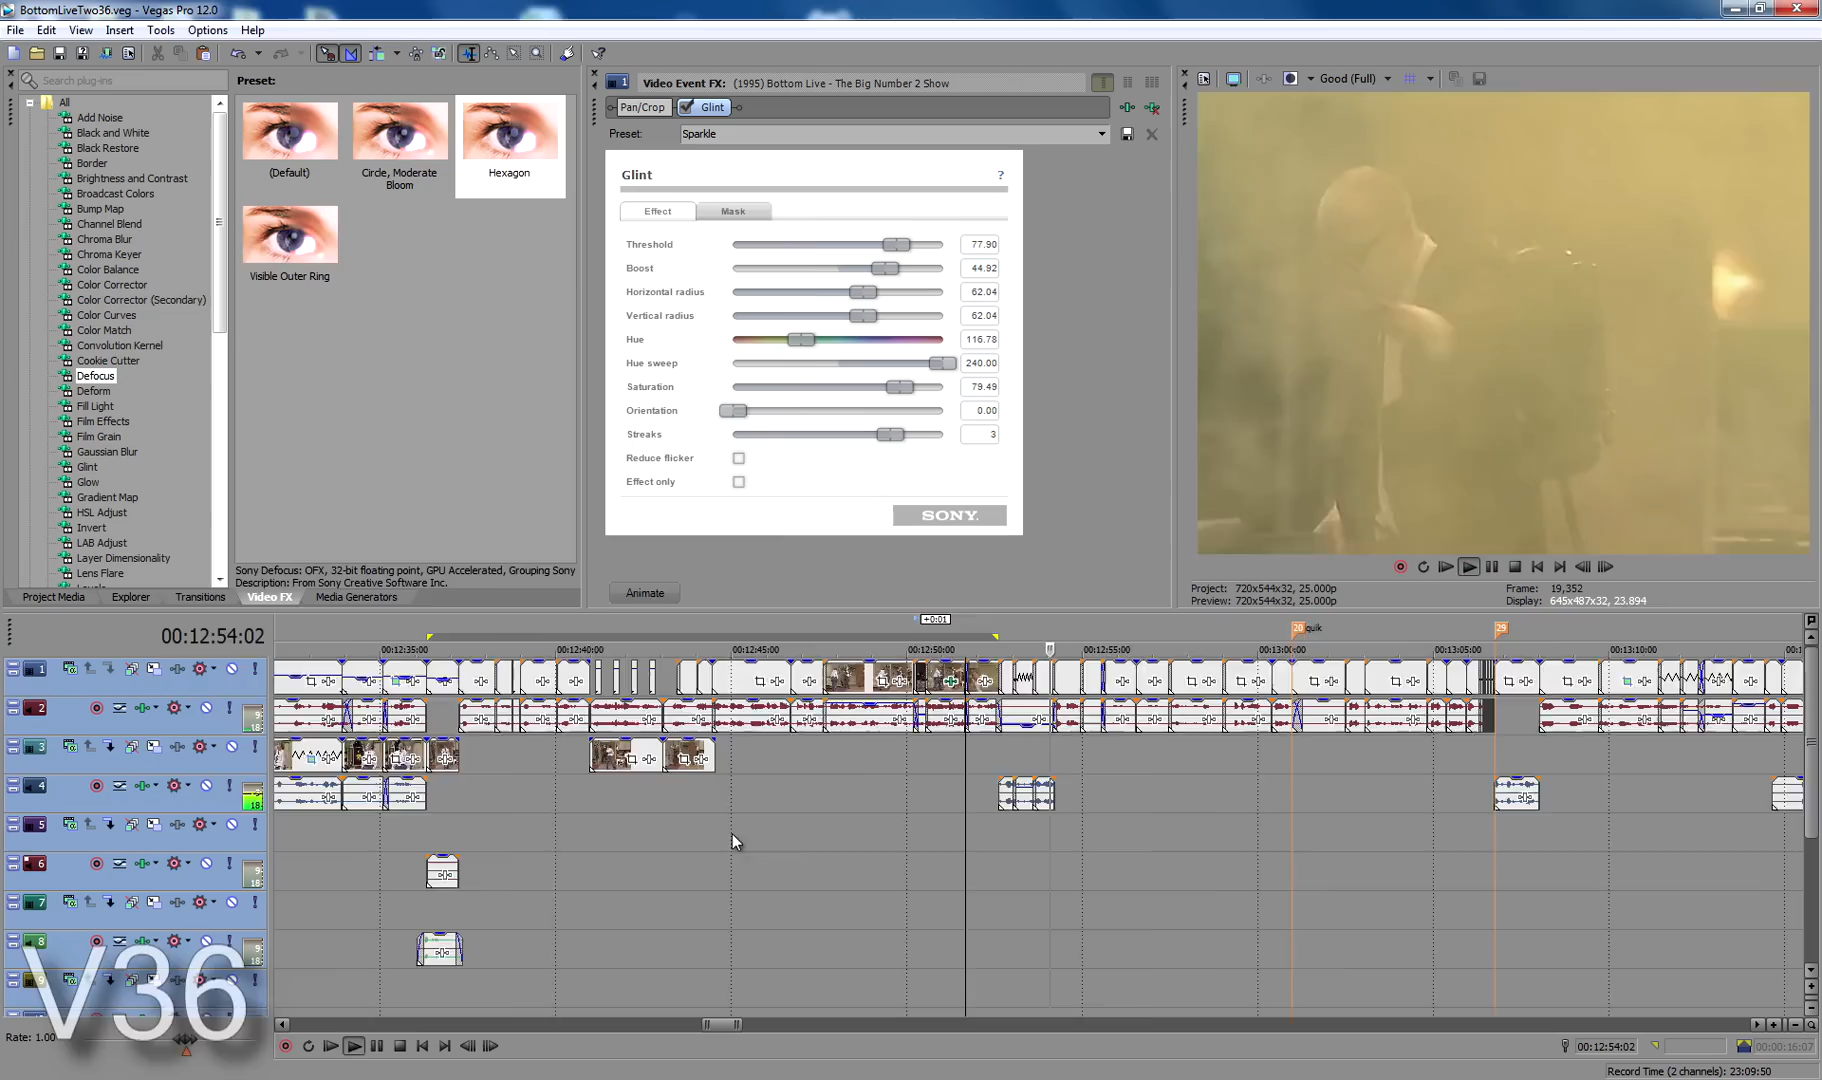 BottomLiveTwo36.veg - Vegas Pro 12.0
File Edit View Insert Tools Options Help
Search plug-ins
All
Add Noise
Black and White
Black Restore
Border
Brightness and Contrast
Broadcast Colors
Bump Map
Channel Blend
Chroma Blur
Chroma Keyer
Color Balance
Color Corrector
Color Corrector (Secondary)
Color Curves
Color Match
Convolution Kernel
Cookie Cutter
Defocus
Deform
Fill Light
Film Effects
Film Grain
Gaussian Blur
Glint
Glow
Gradient Map
HSL Adjust
Invert
LAB Adjust
Layer Dimensionality
Lens Flare
Preset:
(Default)
Circle, Moderate
Bloom
Hexagon
Visible Outer Ring
Sony Defocus: OFX, 32-bit floating point, GPU Accelerated, Grouping Sony
Description: From Sony Creative Software Inc.
Project Media Explorer Transitions Video FX Media Generators
1 Video Event FX: (1995) Bottom Live - The Big Number 2 Show
Pan/Crop Glint
Preset: Sparkle
Glint ?
Effect Mask
Threshold 77.90
Boost 44.92
Horizontal radius 62.04
Vertical radius 62.04
Hue 116.78
Hue sweep 240.00
Saturation 79.49
Orientation 0.00
Streaks 3
Reduce flicker
Effect only
SONY.
Animate
Good (Full)
Project: 720x544x32, 25.000p
Preview: 720x544x32, 25.000p
Frame: 19,352
Display: 645x487x32, 23.894
00:12:54:02
+0:01
20 quik
29
00:12:35:00 00:12:40:00 00:12:45:00 00:12:50:00 00:12:55:00 00:13:00:00 00:13:05:00 00:13:10:00
1
2
3
4
5
6
7
8
V36
Rate: 1.00
00:12:54:02
00:00:16:07
Record Time (2 channels): 23:09:50